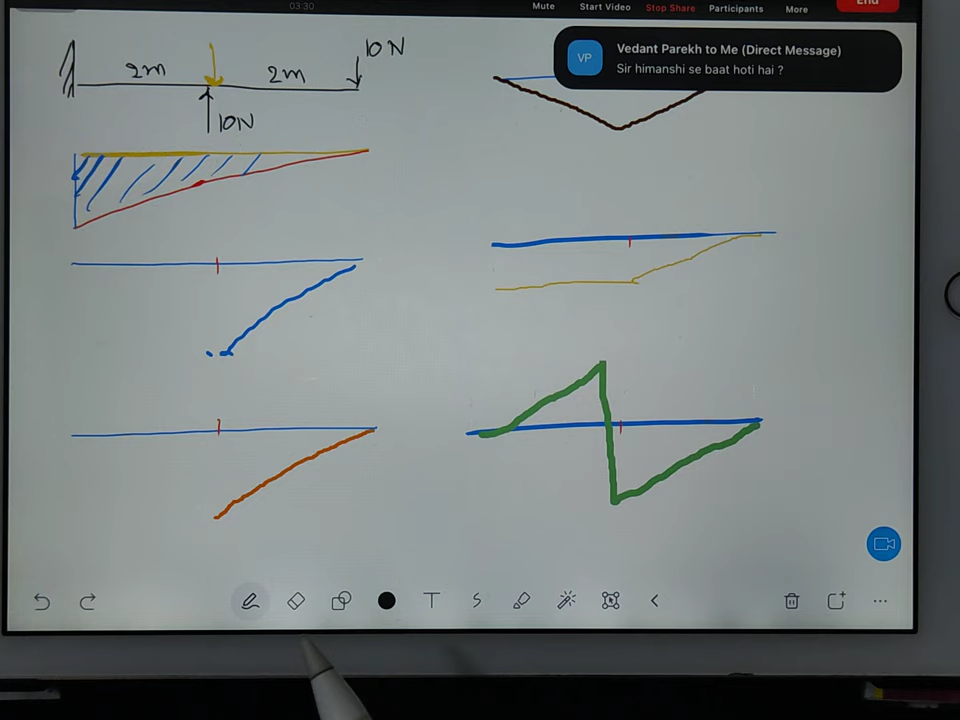 03:30
Mute Start Video Stop Share Participants More End
Vedant Parekh to Me (Direct Message)
VP
Sir himanshi se baat hoti hai ?
10N
2m 2m
10N
T